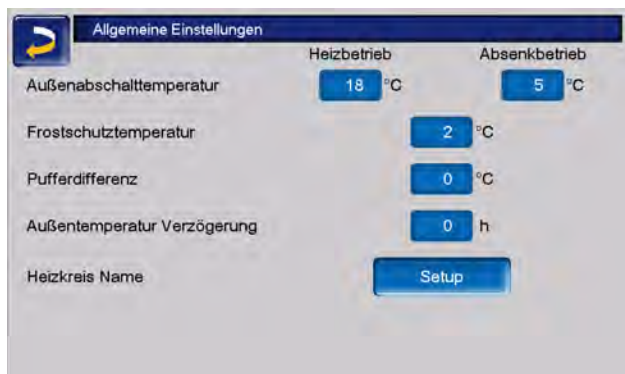 Allgemeine Einstellungen
Heizbetrieb Absenkbetrieb
Außenabschalttemperatur 18 °C 5 °C
Frostschutztemperatur 2 °C
Pufferdifferenz 0 °C
Außentemperatur Verzögerung 0 h
Heizkreis Name Setup